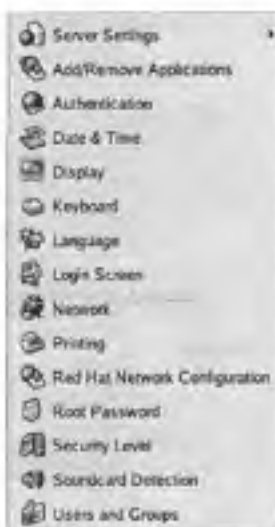 Server Settings
Add/Remove Applications
Authentication
Date & Time
Display
Keyboard
Language
Login Screen
Network
Printing
Red Hat Network Configuration
Root Password
Security Level
Soundcard Detection
Users and Groups